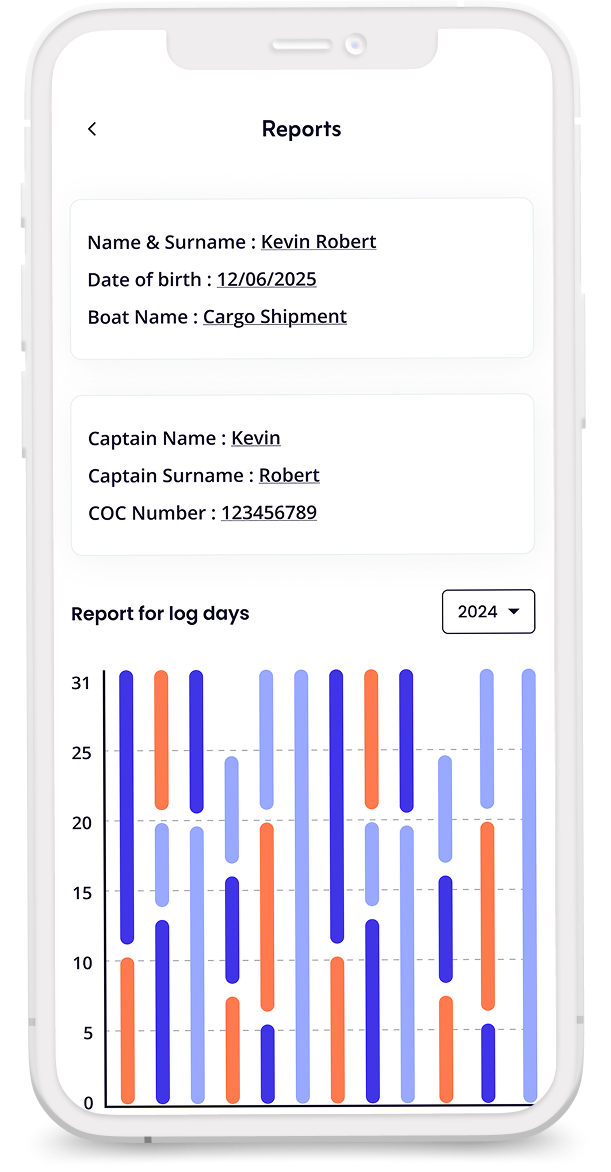 Reports
Name & Surname : Kevin Robert
Date of birth : 12/06/2025
Boat Name : Cargo Shipment
Captain Name : Kevin
Captain Surname : Robert
COC Number : 123456789
Report for log days
2024
31
25
20
15
10
5
0